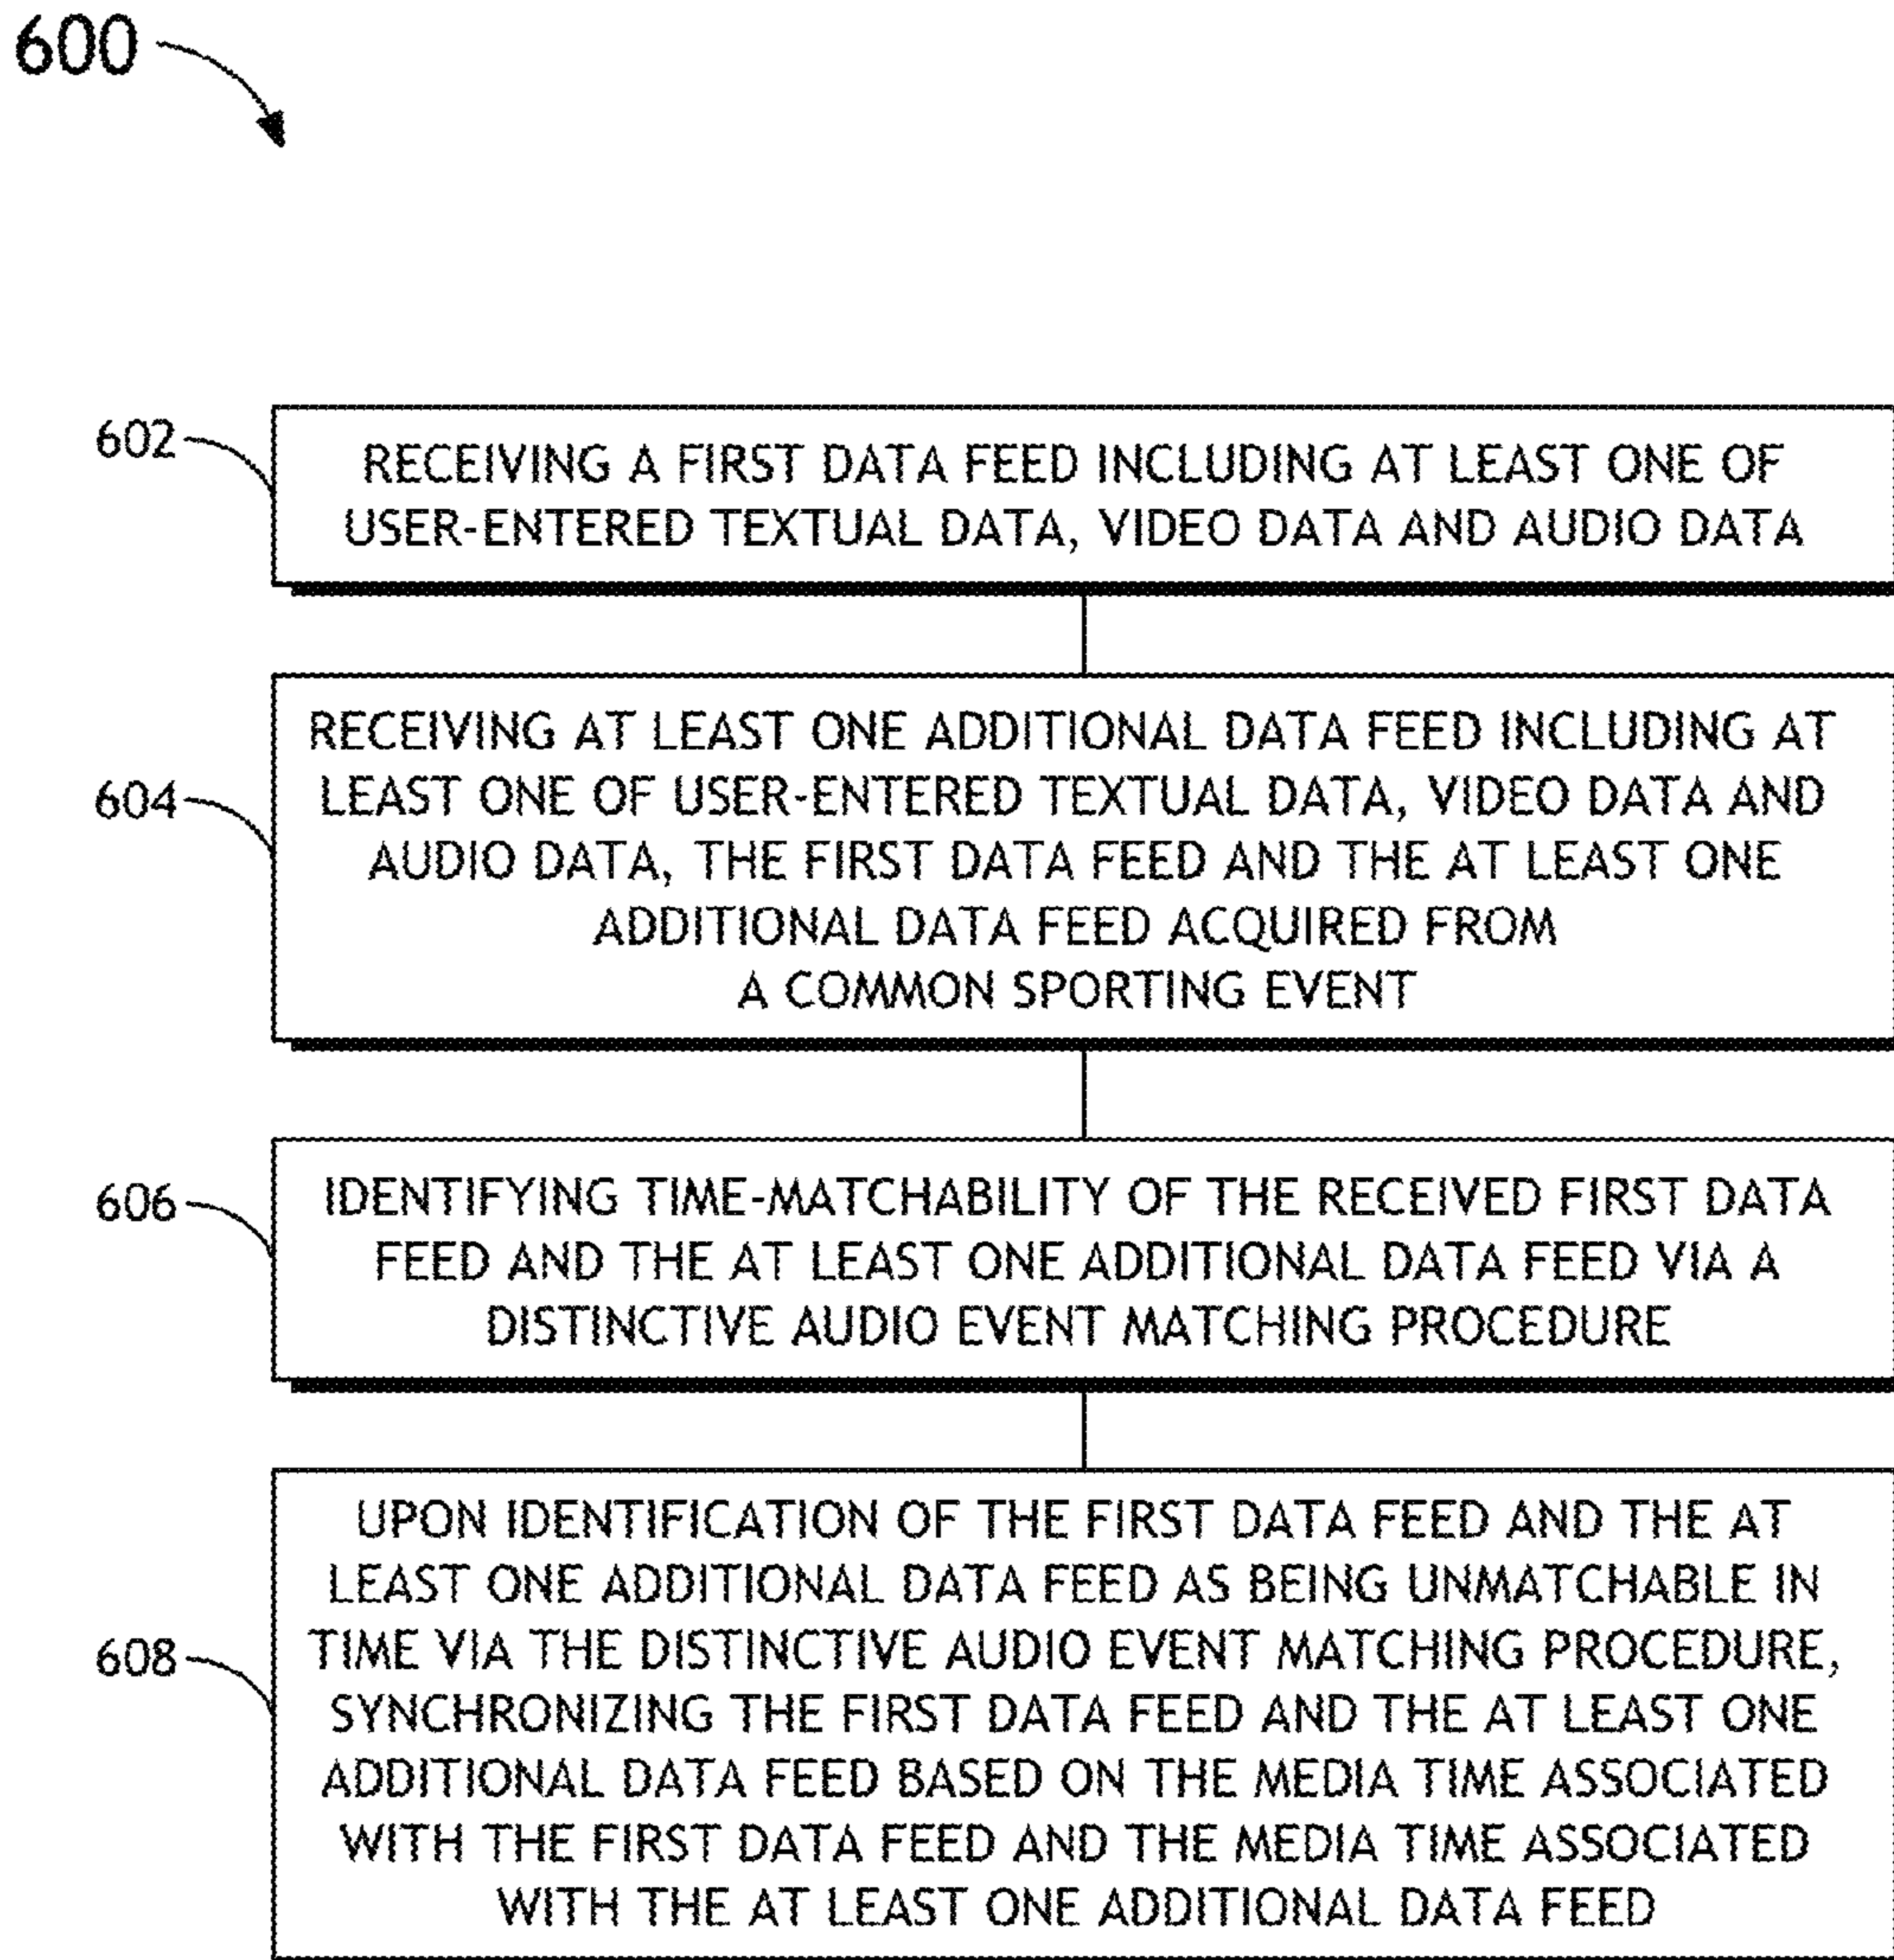 600
602
RECEIVING A FIRST DATA FEED INCLUDING AT LEAST ONE OF
USER-ENTERED TEXTUAL DATA, VIDEO DATA AND AUDIO DATA
604
RECEIVING AT LEAST ONE ADDITIONAL DATA FEED INCLUDING AT
LEAST ONE OF USER-ENTERED TEXTUAL DATA, VIDEO DATA AND
AUDIO DATA, THE FIRST DATA FEED AND THE AT LEAST ONE
ADDITIONAL DATA FEED ACQUIRED FROM
A COMMON SPORTING EVENT
606
IDENTIFYING TIME-MATCHABILITY OF THE RECEIVED FIRST DATA
FEED AND THE AT LEAST ONE ADDITIONAL DATA FEED VIA A
DISTINCTIVE AUDIO EVENT MATCHING PROCEDURE
608
UPON IDENTIFICATION OF THE FIRST DATA FEED AND THE AT
LEAST ONE ADDITIONAL DATA FEED AS BEING UNMATCHABLE IN
TIME VIA THE DISTINCTIVE AUDIO EVENT MATCHING PROCEDURE,
SYNCHRONIZING THE FIRST DATA FEED AND THE AT LEAST ONE
ADDITIONAL DATA FEED BASED ON THE MEDIA TIME ASSOCIATED
WITH THE FIRST DATA FEED AND THE MEDIA TIME ASSOCIATED
WITH THE AT LEAST ONE ADDITIONAL DATA FEED